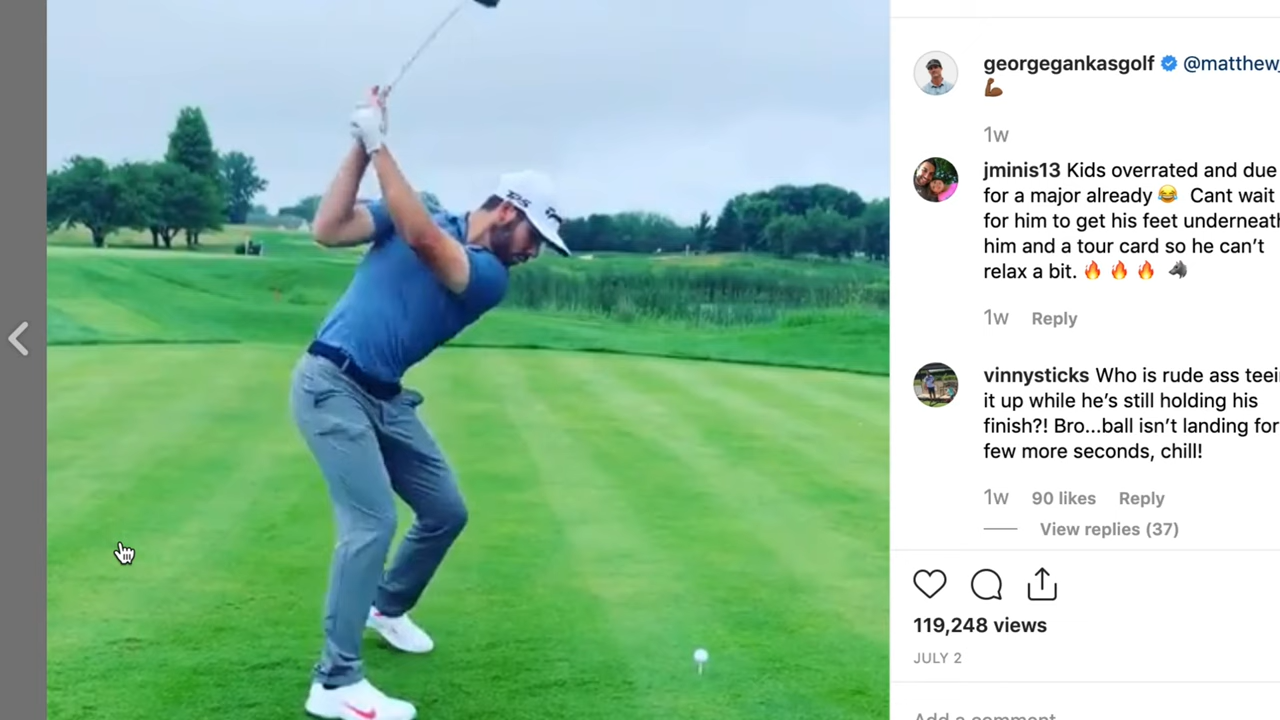 georgegankasgolf @matthew
1w
jminis13 Kids overrated and due
for a major already Cant wait
for him to get his feet underneath
him and a tour card so he can't
relax a bit.
1w Reply
vinnysticks Who is rude ass teei
it up while he's still holding his
finish?! Bro...ball isn't landing for
few more seconds, chill!
1w 90 likes Reply
View replies (37)
119,248 views
JULY 2
Add a comment